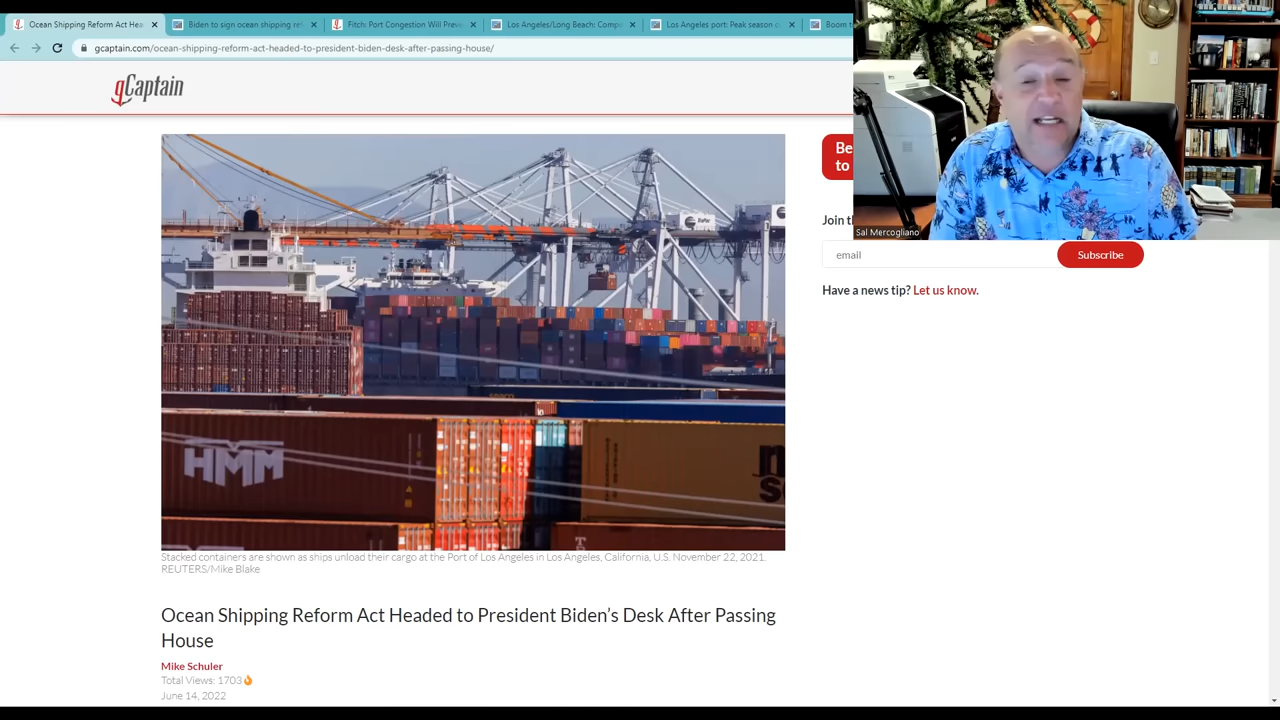 Ocean Shipping Reform Act Hea
Biden to sign ocean shipping re
Fitch: Port Congestion Will Prev
Los Angeles/Long Beach: Comp
Los Angeles port: Peak season c
Boom t
gcaptain.com/ocean-shipping-reform-act-headed-to-president-biden-desk-after-passing-house/
gCaptain
Be
to
Join th
Sal Mercogliano
email
Subscribe
Have a news tip? Let us know.
HMM
Stacked containers are shown as ships unload their cargo at the Port of Los Angeles in Los Angeles, California, U.S. November 22, 2021.
REUTERS/Mike Blake
Ocean Shipping Reform Act Headed to President Biden’s Desk After Passing
House
Mike Schuler
Total Views: 1703
June 14, 2022